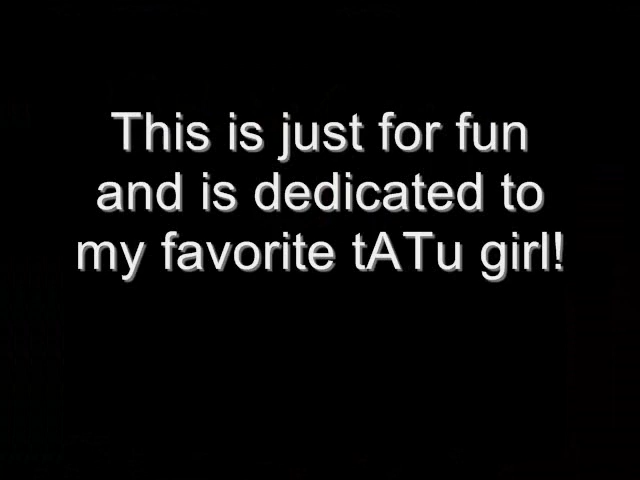 This is just for fun
and is dedicated to
my favorite tATu girl!